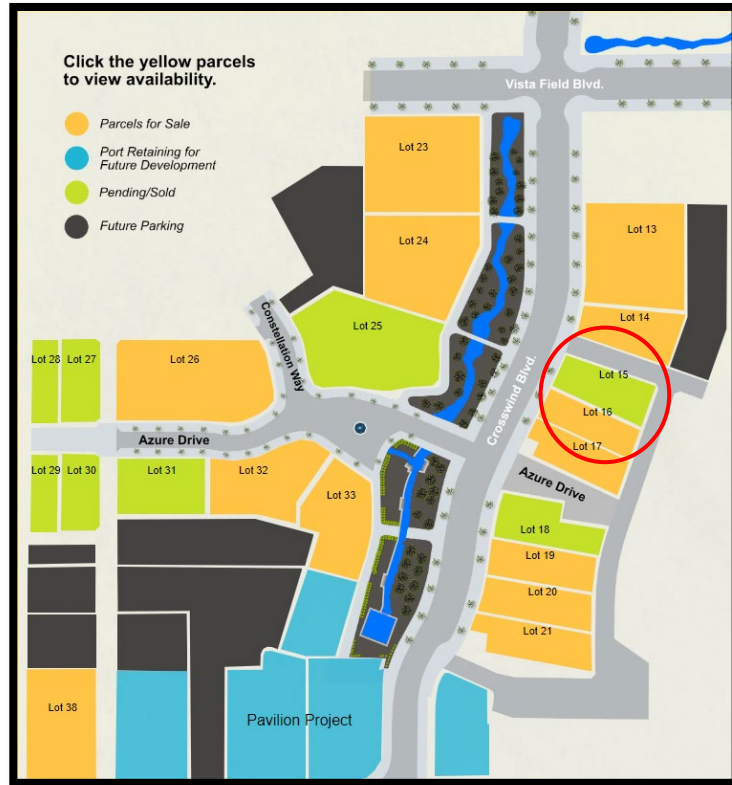 Click the yellow parcels
to view availability.
Parcels for Sale
Port Retaining for
Future Development
Pending/Sold
Future Parking
Vista Field Blvd.
Lot 23
Lot 24
Lot 13
Lot 14
Constellation Way
Lot 25
Crosswind Blvd.
Lot 28
Lot 27
Lot 26
Lot 15
Lot 16
Lot 17
Azure Drive
Lot 29
Lot 30
Lot 31
Lot 32
Lot 33
Azure Drive
Lot 18
Lot 19
Lot 20
Lot 21
Lot 38
Pavilion Project